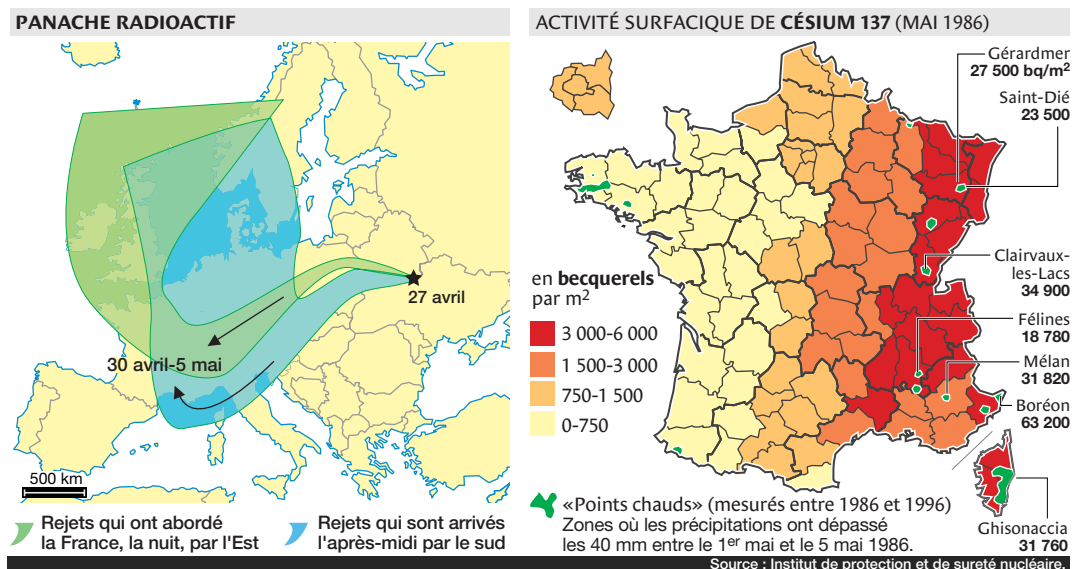 PANACHE RADIOACTIF
27 avril
30 avril-5 mai
500 km
Rejets qui ont abordé
la France, la nuit, par l'Est
Rejets qui sont arrivés
l'après-midi par le sud
ACTIVITÉ SURFACIQUE DE CÉSIUM 137 (MAI 1986)
Gérardmer
27 500 bq/m²
Saint-Dié
23 500
Clairvaux-
les-Lacs
34 900
Félines
18 780
Mélan
31 820
Boréon
63 200
Ghisonaccia
31 760
en becquerels
par m²
3 000-6 000
1 500-3 000
750-1 500
0-750
«Points chauds» (mesurés entre 1986 et 1996)
Zones où les précipitations ont dépassé
les 40 mm entre le 1er mai et le 5 mai 1986.
Source : Institut de protection et de sureté nucléaire.